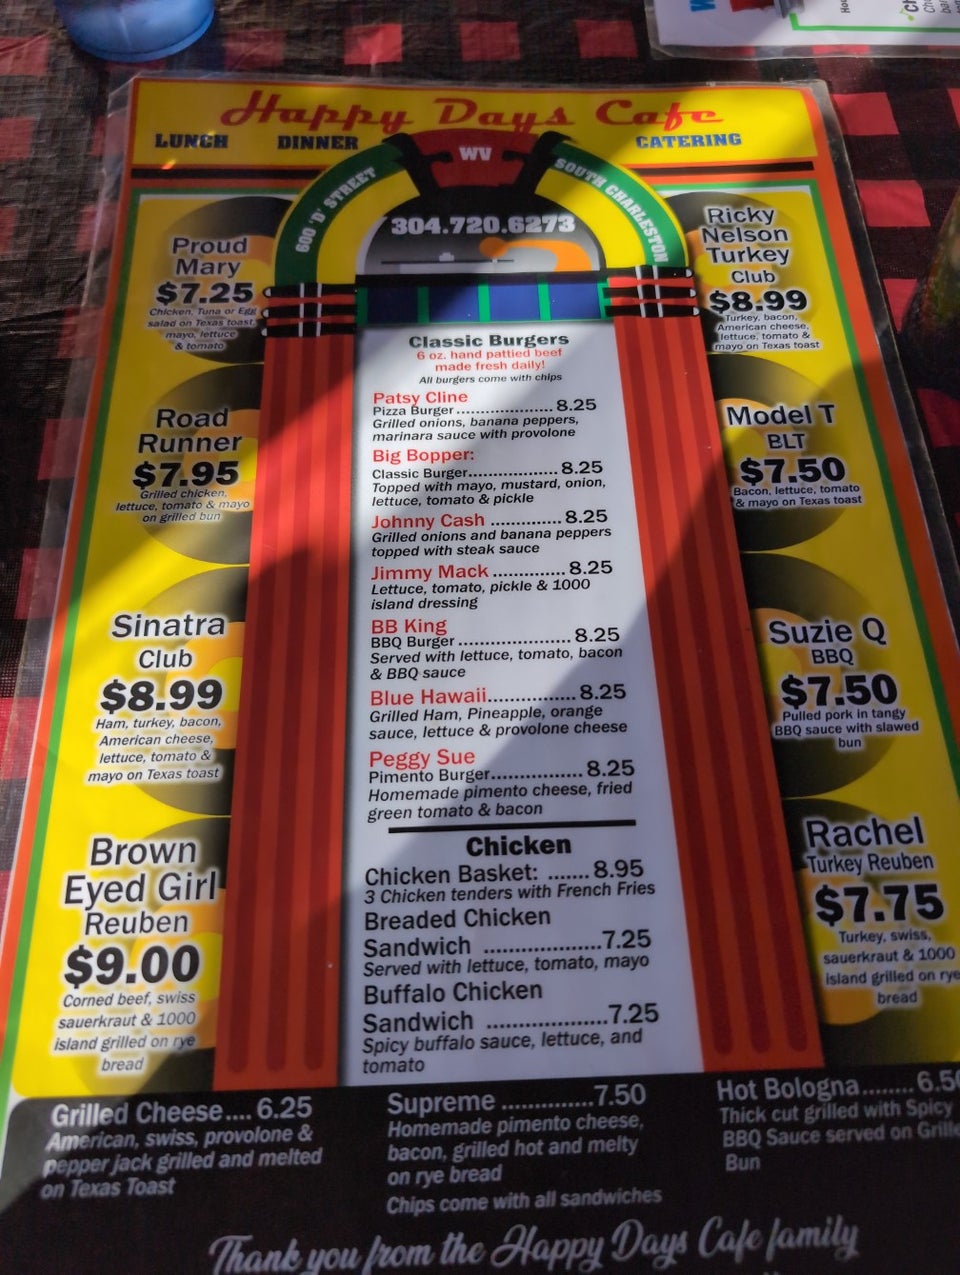 Happy Days Cafe
LUNCH DINNER CATERING
WV
600 'D' STREET
SOUTH CHARLESTON
304.720.6273
Proud
Mary
$7.25
Chicken, Tuna or Egg
salad on Texas toast
mayo, lettuce
& tomato
Road
Runner
$7.95
Grilled chicken,
lettuce, tomato & mayo
on grilled bun
Sinatra
Club
$8.99
Ham, turkey, bacon,
American cheese,
lettuce, tomato &
mayo on Texas toast
Brown
Eyed Girl
Reuben
$9.00
Corned beef, swiss
sauerkraut & 1000
island grilled on rye
bread
Classic Burgers
6 oz. hand pattied beef
made fresh daily!
All burgers come with chips
Patsy Cline
Pizza Burger.....................8.25
Grilled onions, banana peppers,
marinara sauce with provolone
Big Bopper:
Classic Burger...................8.25
Topped with mayo, mustard, onion,
lettuce, tomato & pickle
Johnny Cash ..............8.25
Grilled onions and banana peppers
topped with steak sauce
Jimmy Mack..............8.25
Lettuce, tomato, pickle & 1000
island dressing
BB King
BBQ Burger.......................8.25
Served with lettuce, tomato, bacon
& BBQ sauce
Blue Hawaii.................8.25
Grilled Ham, Pineapple, orange
sauce, lettuce & provolone cheese
Peggy Sue
Pimento Burger..................8.25
Homemade pimento cheese, fried
green tomato & bacon
Chicken
Chicken Basket: .......8.95
3 Chicken tenders with French Fries
Breaded Chicken
Sandwich .....................7.25
Served with lettuce, tomato, mayo
Buffalo Chicken
Sandwich .....................7.25
Spicy buffalo sauce, lettuce, and
tomato
Ricky
Nelson
Turkey
Club
$8.99
Turkey, bacon,
American cheese,
lettuce, tomato &
mayo on Texas toast
Model T
BLT
$7.50
Bacon, lettuce, tomato
& mayo on Texas toast
Suzie Q
BBQ
$7.50
Pulled pork in tangy
BBQ sauce with slawed
bun
Rachel
Turkey Reuben
$7.75
Turkey, swiss,
sauerkraut & 1000
island grilled on rye
bread
Grilled Cheese.... 6.25
American, swiss, provolone &
pepper jack grilled and melted
on Texas Toast
Supreme ..............7.50
Homemade pimento cheese,
bacon, grilled hot and melty
on rye bread
Chips come with all sandwiches
Hot Bologna........6.50
Thick cut grilled with Spicy
BBQ Sauce served on Grille
Bun
Thank you from the Happy Days Cafe family